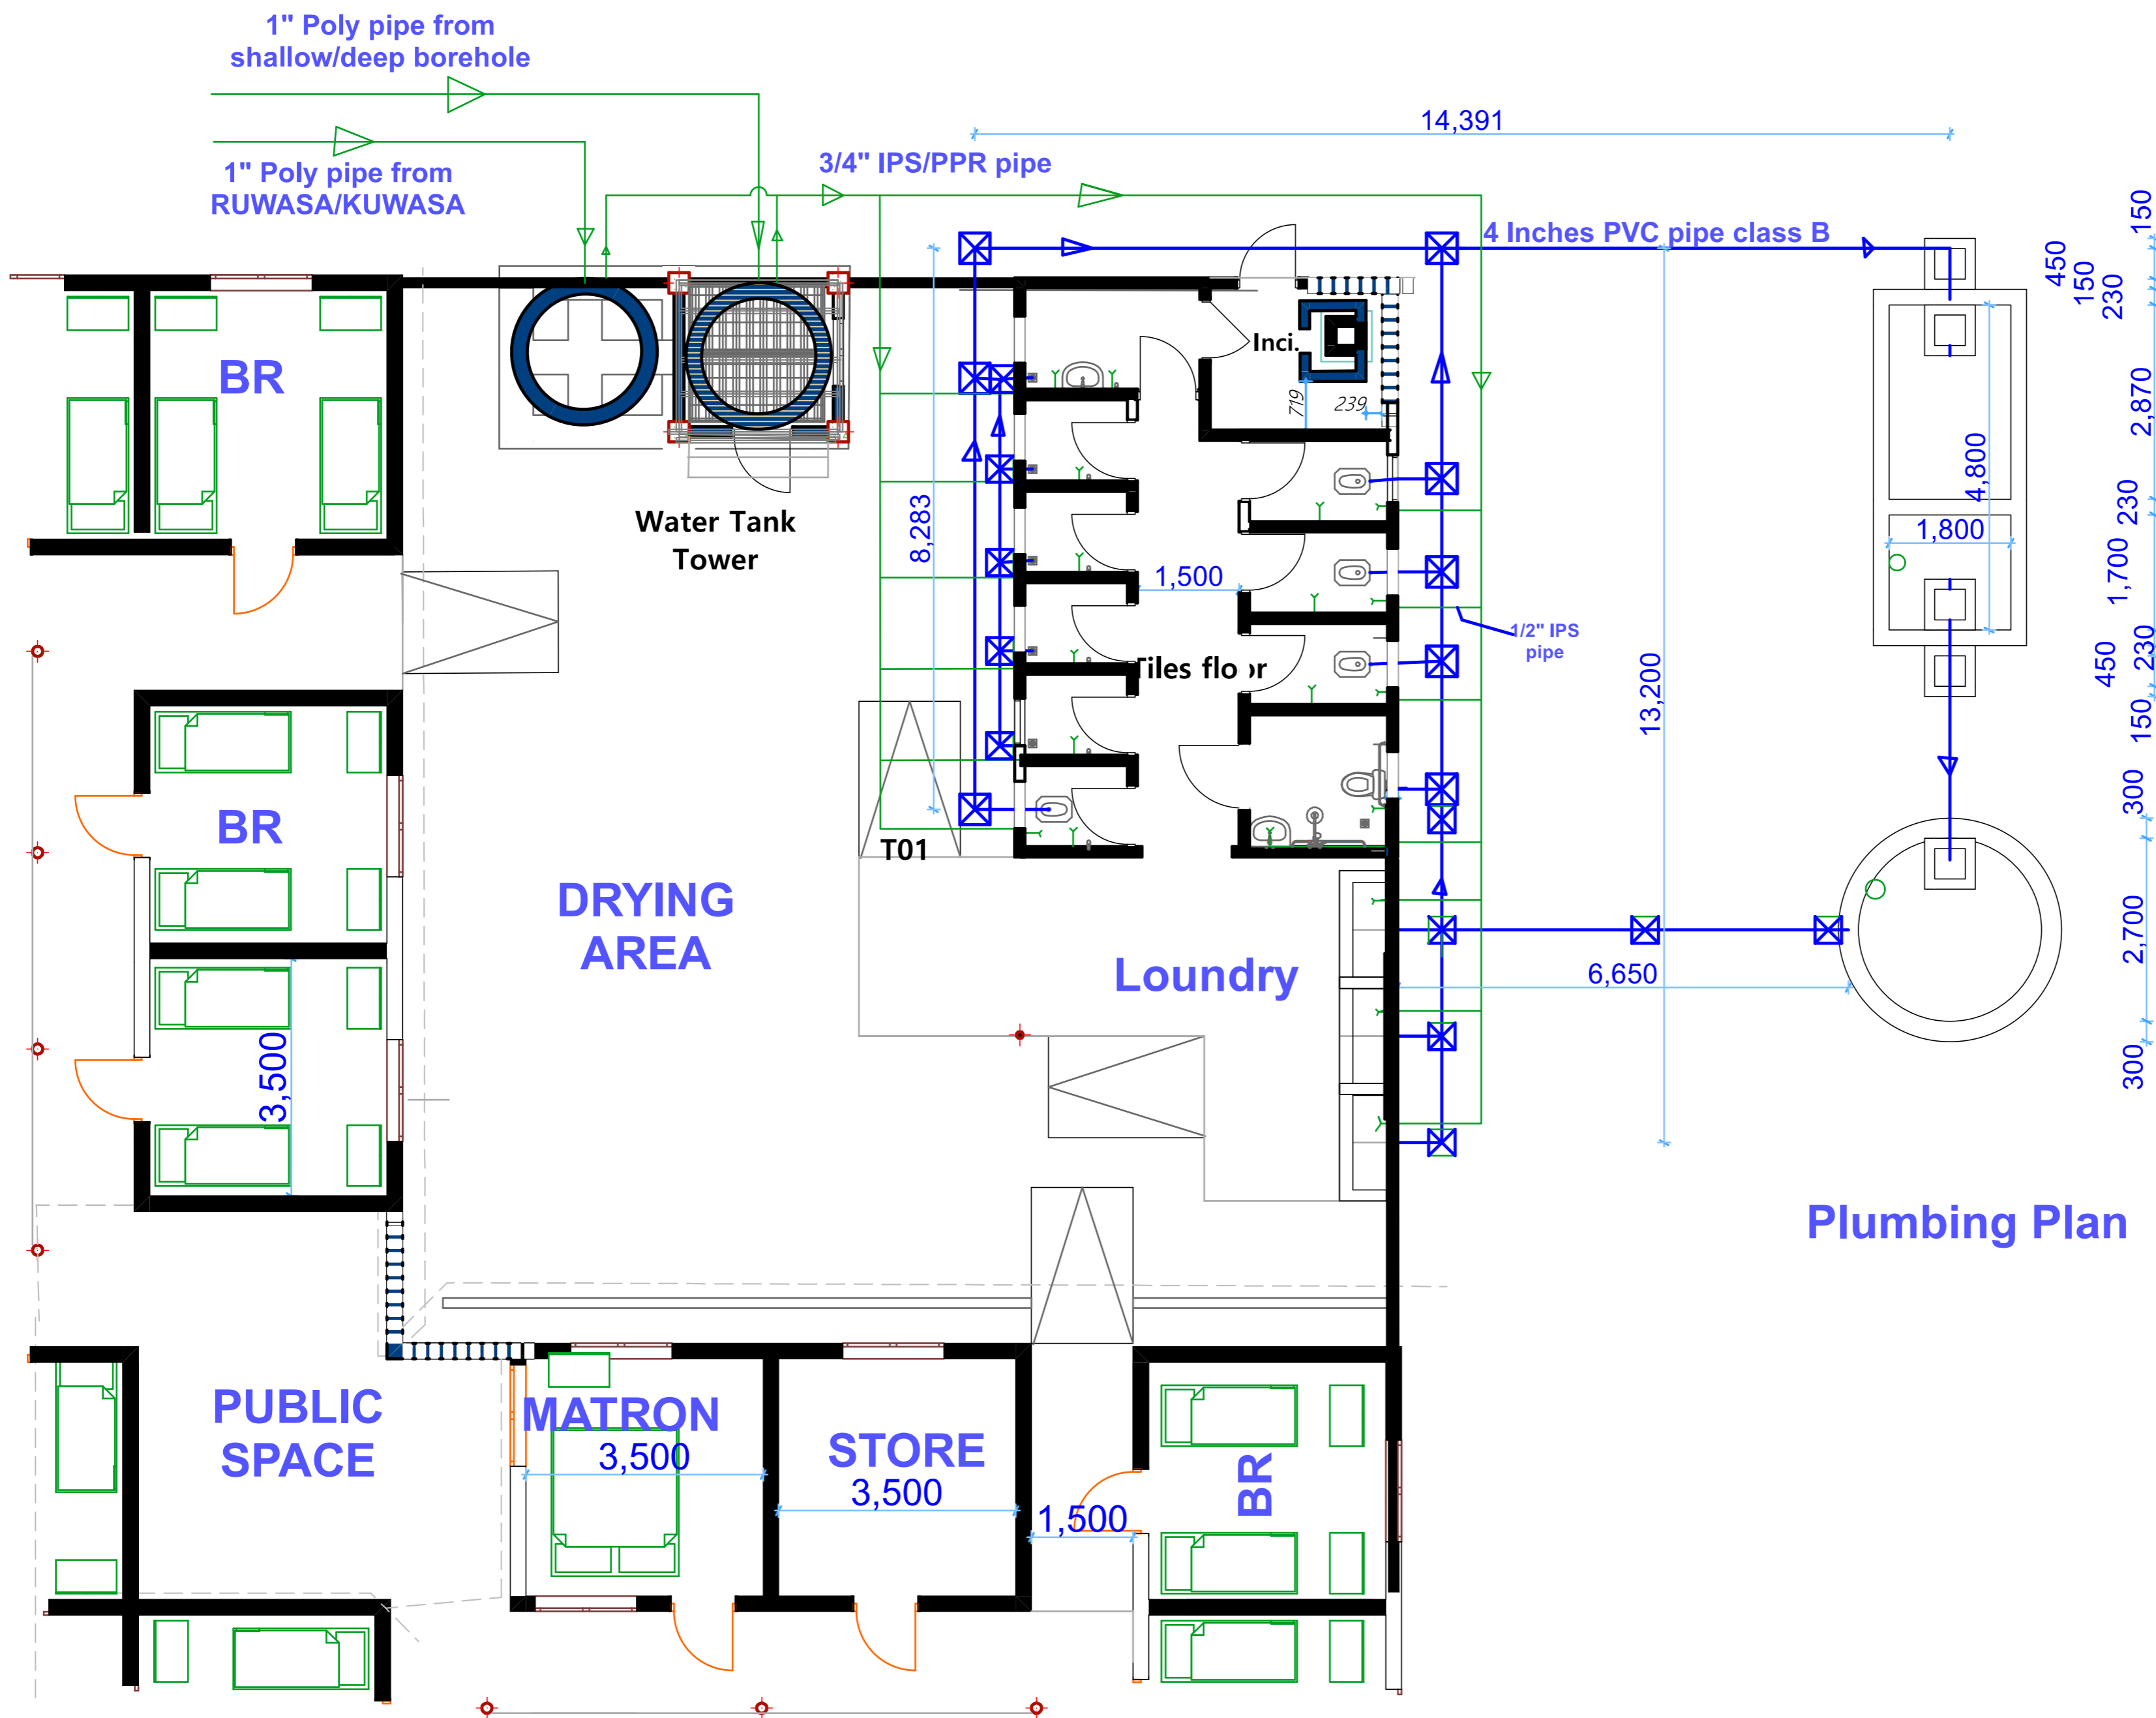 1" Poly pipe from
shallow/deep borehole
14,391
1" Poly pipe from
RUWASA/KUWASA
3/4" IPS/PPR pipe
4 Inches PVC pipe class B
150
450
150
230
BR
Inci.
719
239
2,870
4,800
230
Water Tank
Tower
8,283
1,500
1,800
1,700
1/2" IPS
pipe
Tiles floor
13,200
230
450
150
BR
T01
300
DRYING
AREA
Loundry
6,650
2,700
3,500
300
Plumbing Plan
PUBLIC
SPACE
MATRON
3,500
STORE
3,500
1,500
BR